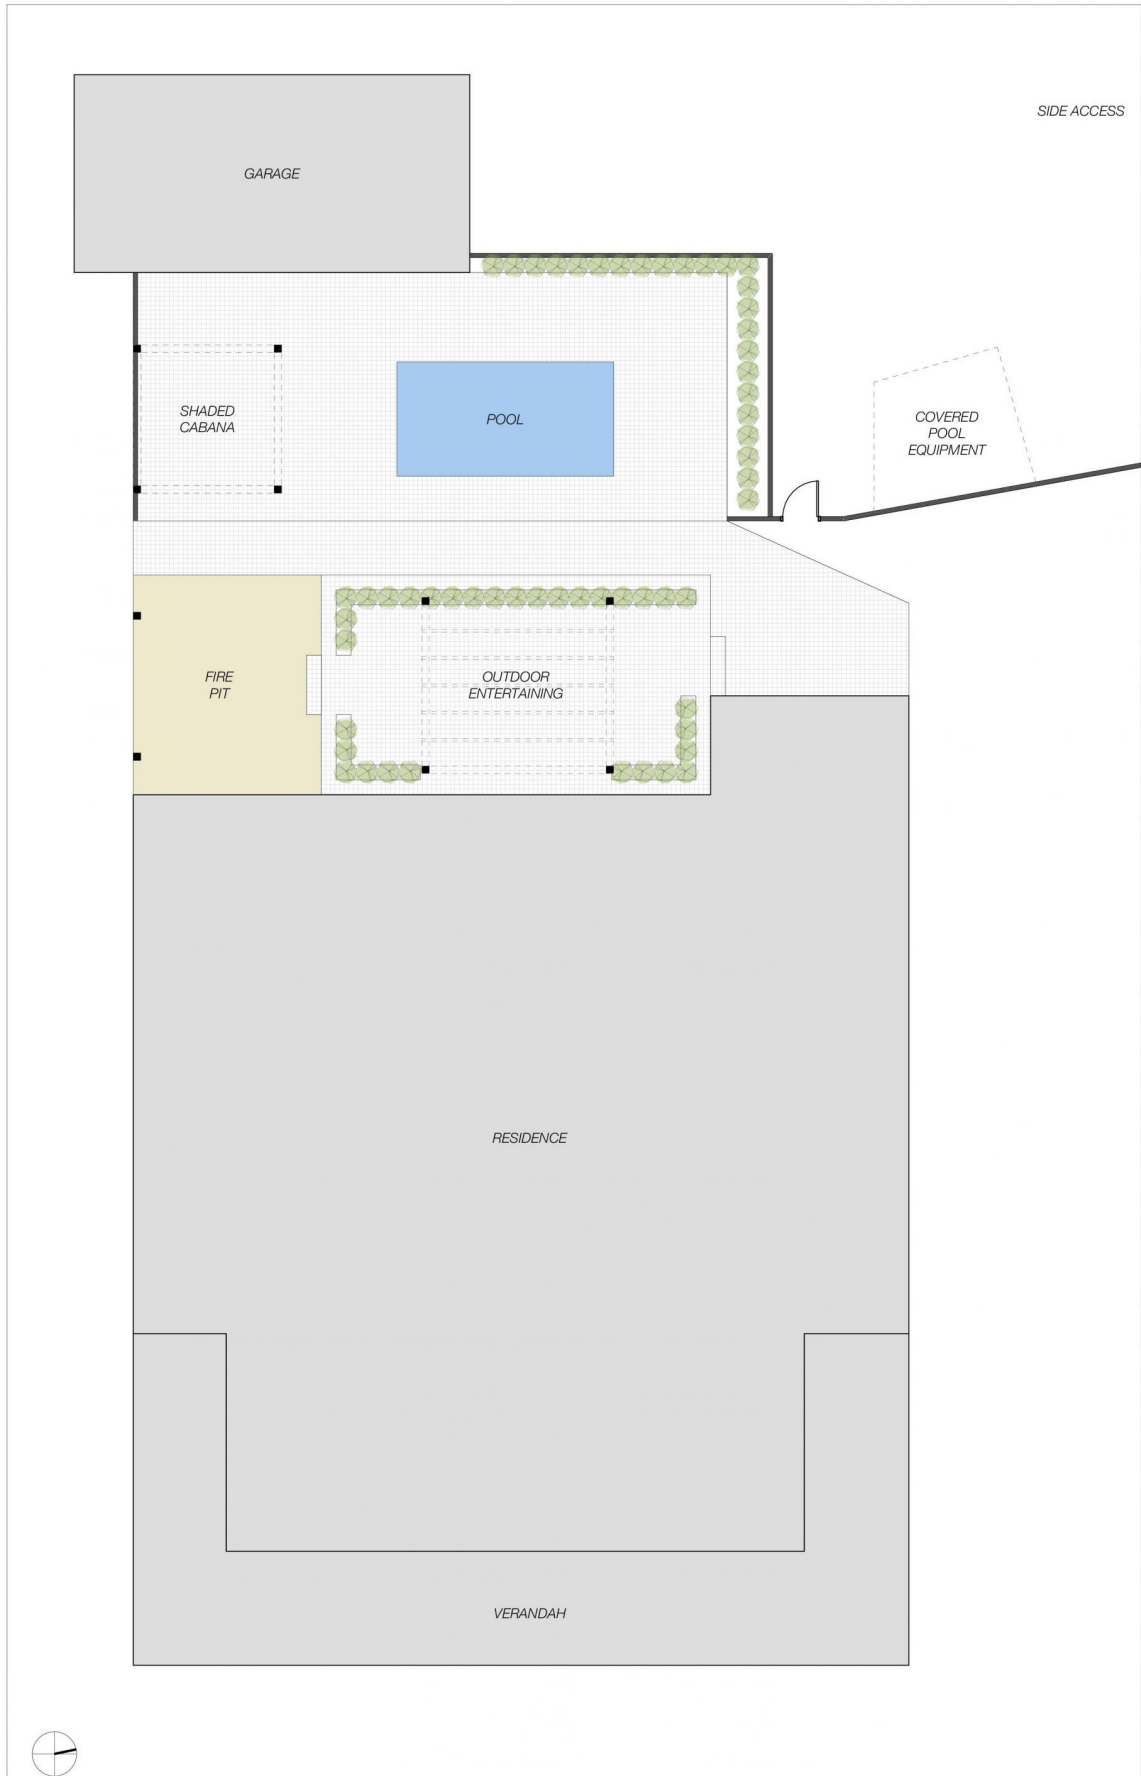 SIDE ACCESS
GARAGE
SHADED
CABANA
POOL
COVERED
POOL
EQUIPMENT
FIRE
PIT
OUTDOOR
ENTERTAINING
RESIDENCE
VERANDAH